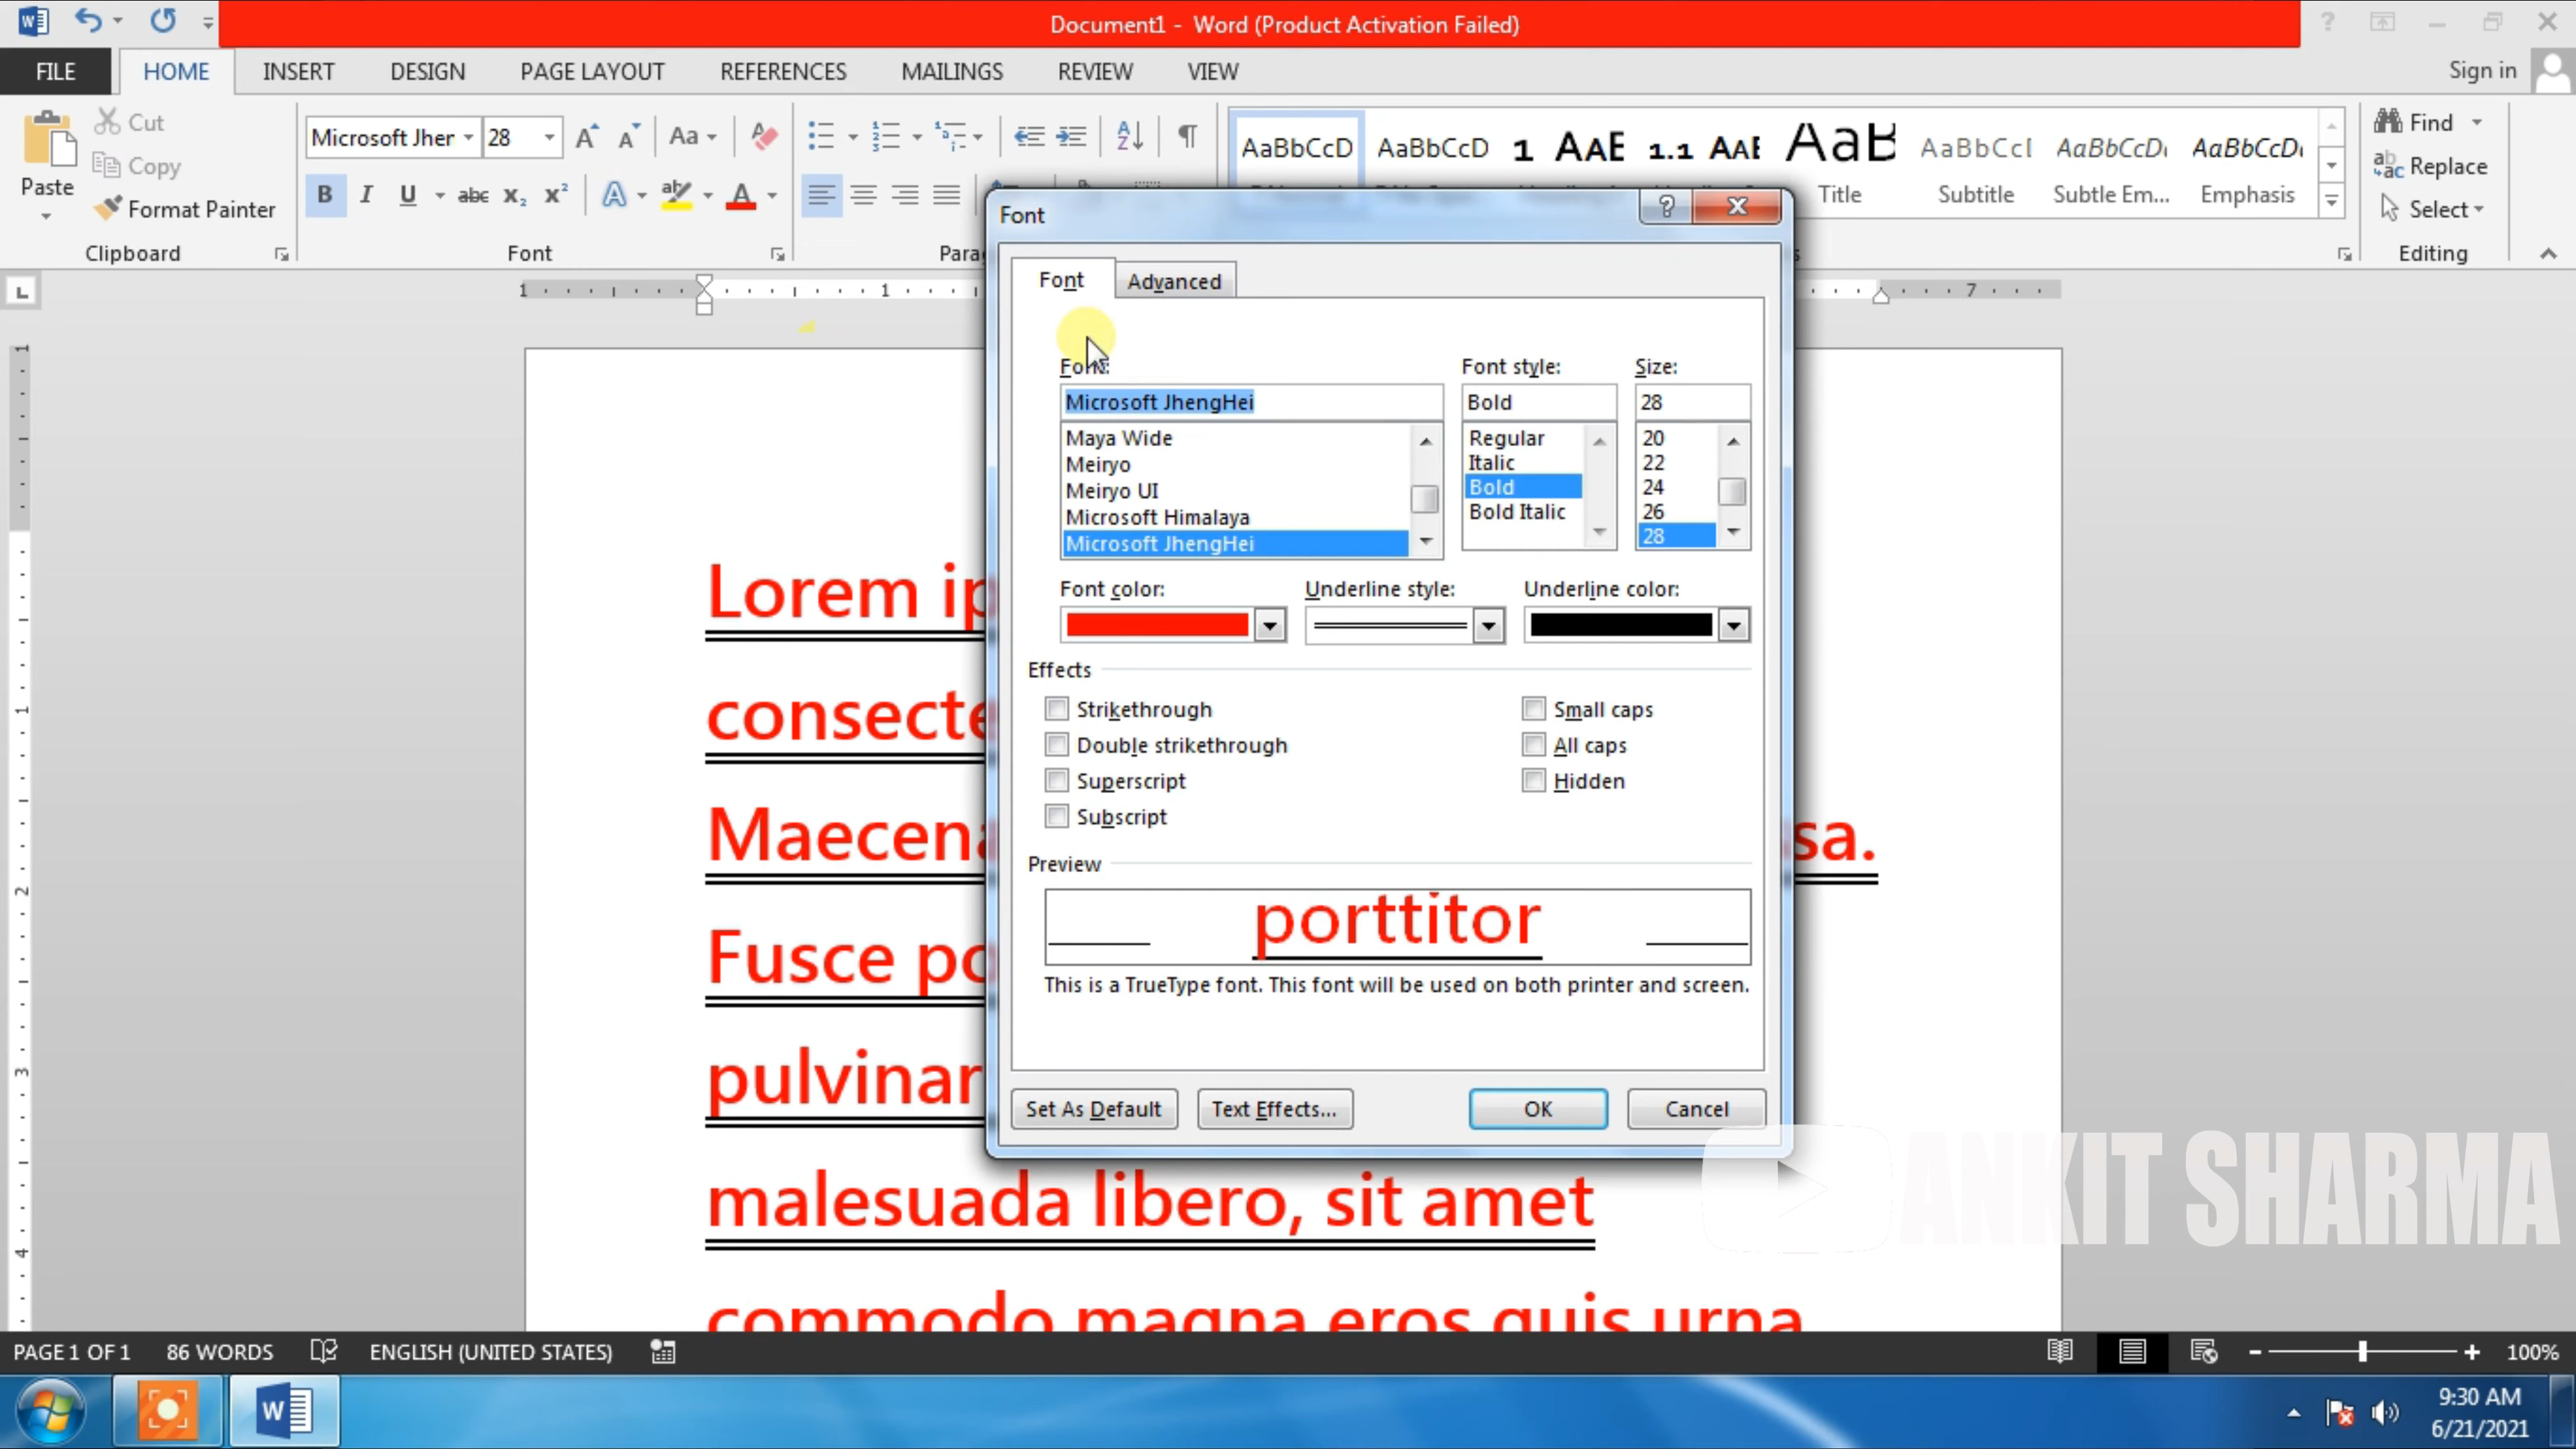 Document1 - Word (Product Activation Failed)
FILE HOME INSERT DESIGN PAGE LAYOUT REFERENCES MAILINGS REVIEW VIEW Sign in
Paste
Cut
Copy
Format Painter
Clipboard
Microsoft Jher 28
Font
Para
AaBbCcD AaBbCcD 1 AAE 1.1 AAE AaB AaBbCcI AaBbCcDı AaBbCcDı
Title Subtitle Subtle Em... Emphasis
Find
Replace
Select
Editing
Font
Font Advanced
Font: Font style: Size:
Microsoft JhengHei Bold 28
Maya Wide Regular 20
Meiryo Italic 22
Meiryo UI Bold 24
Microsoft Himalaya Bold Italic 26
Microsoft JhengHei 28
Font color: Underline style: Underline color:
Effects
Strikethrough Small caps
Double strikethrough All caps
Superscript Hidden
Subscript
Preview
porttitor
This is a TrueType font. This font will be used on both printer and screen.
Set As Default Text Effects... OK Cancel
Lorem ip
consecte
Maecena sa.
Fusce po
pulvinar
malesuada libero, sit amet
commodo magna eros quis urna
ANKIT SHARMA
PAGE 1 OF 1 86 WORDS ENGLISH (UNITED STATES) 100%
9:30 AM
6/21/2021